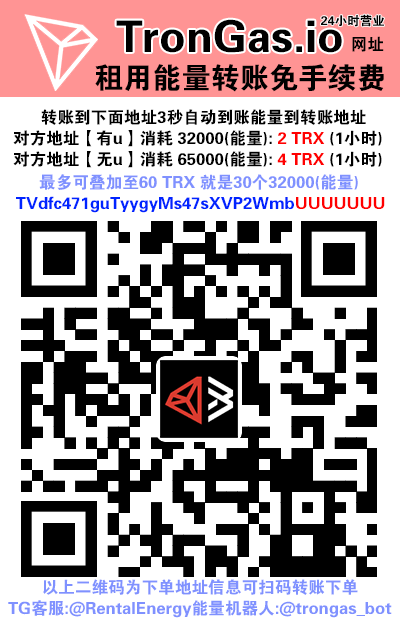 24小时营业
TronGas.io 网址
租用能量转账免手续费
转账到下面地址3秒自动到账能量到转账地址
对方地址【有u】消耗 32000(能量): 2 TRX (1小时)
对方地址【无u】消耗 65000(能量): 4 TRX (1小时)
最多可叠加至60 TRX 就是30个32000(能量)
TVdfc471guTyygyMs47sXVP2WmbUUUUUUU
以上二维码为下单地址信息可扫码转账下单
TG客服:@RentalEnergy能量机器人:@trongas_bot